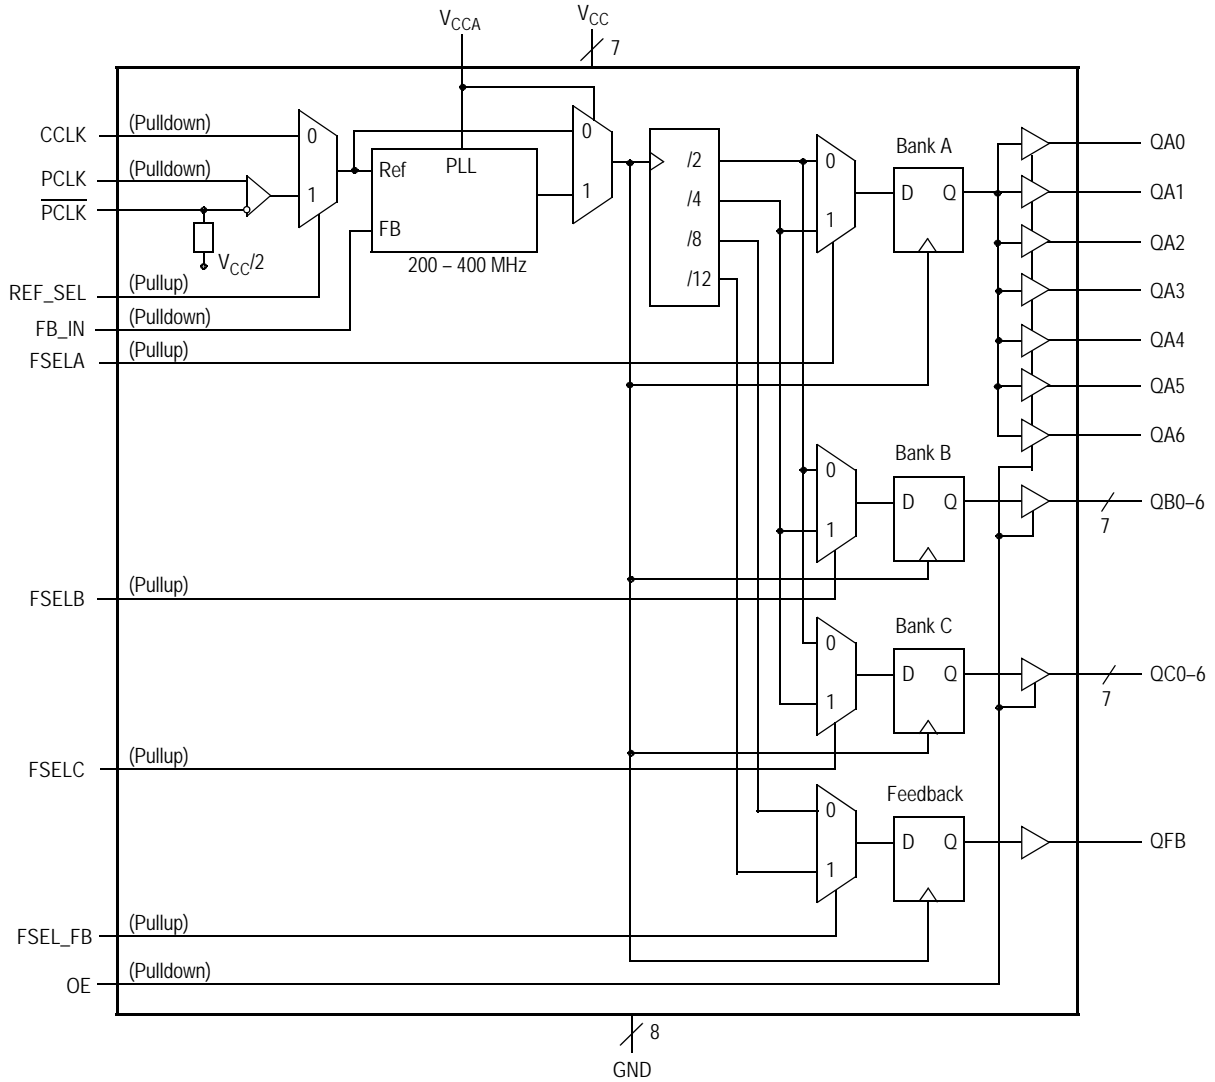 VCCA
VCC
7
CCLK
(Pulldown)
PCLK
(Pulldown)
PCLK
VCC/2
REF_SEL
(Pullup)
FB_IN
(Pulldown)
FSELA
(Pullup)
0
1
Ref
PLL
FB
200 – 400 MHz
0
1
/2
/4
/8
/12
0
1
Bank A
D Q
QA0
QA1
QA2
QA3
QA4
QA5
QA6
FSELB
(Pullup)
0
1
Bank B
D Q
7
QB0–6
FSELC
(Pullup)
0
1
Bank C
D Q
7
QC0–6
FSEL_FB
(Pullup)
0
1
Feedback
D Q
QFB
OE
(Pulldown)
8
GND